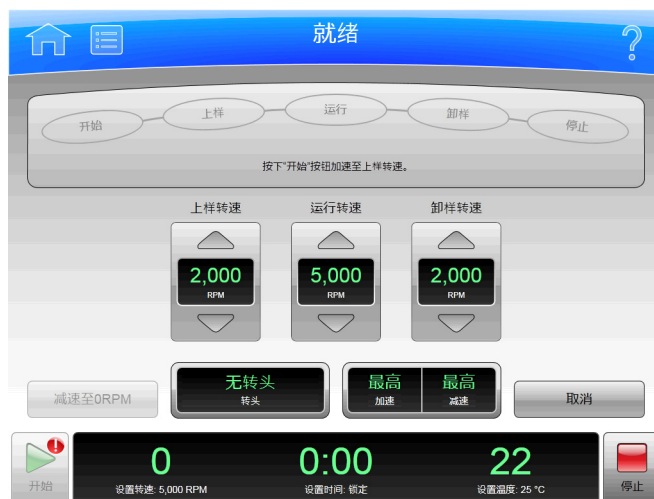 就绪
开始
上样
运行
卸样
停止
按下"开始"按钮加速至上样转速。
上样转速 运行转速 卸样转速
2,000 5,000 2,000
RPM RPM RPM
无转头 最高 最高
减速至0RPM 转头 加速 减速 取消
0 0:00 22
开始 设置转速: 5,000 RPM 设置时间: 锁定 设置温度: 25 °C 停止